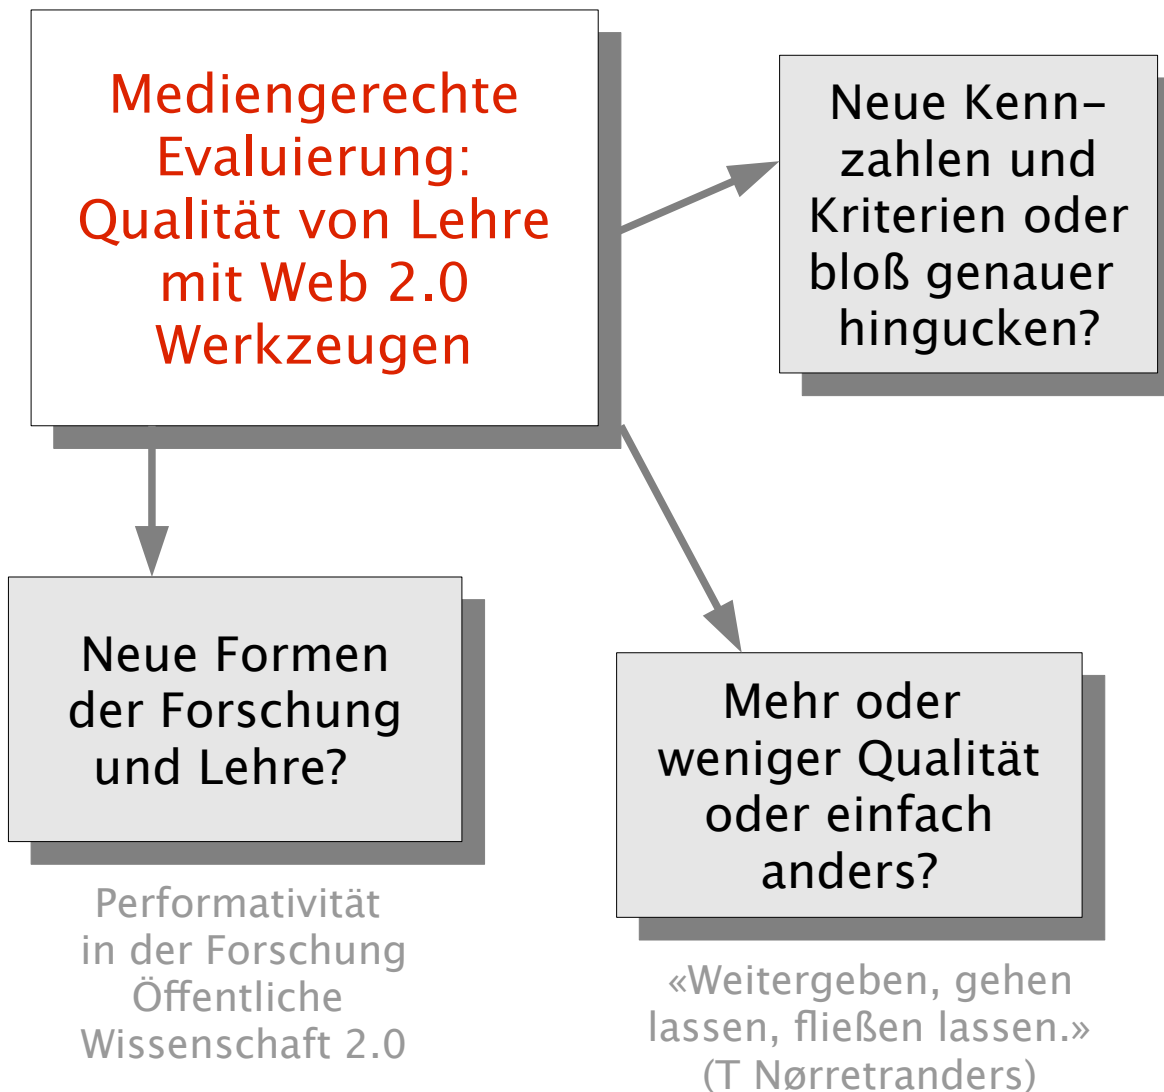 Mediengerechte
Evaluierung:
Qualität von Lehre
mit Web 2.0
Werkzeugen
Neue Kenn-
zahlen und
Kriterien oder
bloß genauer
hingucken?
Neue Formen
der Forschung
und Lehre?
Mehr oder
weniger Qualität
oder einfach
anders?
Performativität
in der Forschung
Öffentliche
Wissenschaft 2.0
«Weitergeben, gehen
lassen, fließen lassen.»
(T Nørretranders)